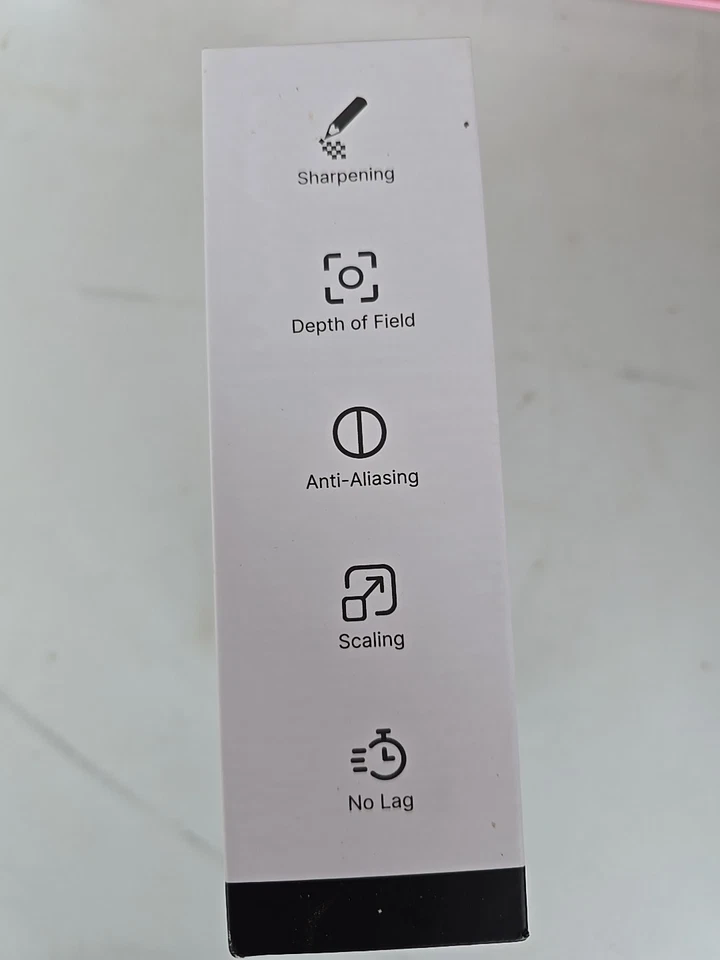 Sharpening
Depth of Field
Anti-Aliasing
Scaling
No Lag